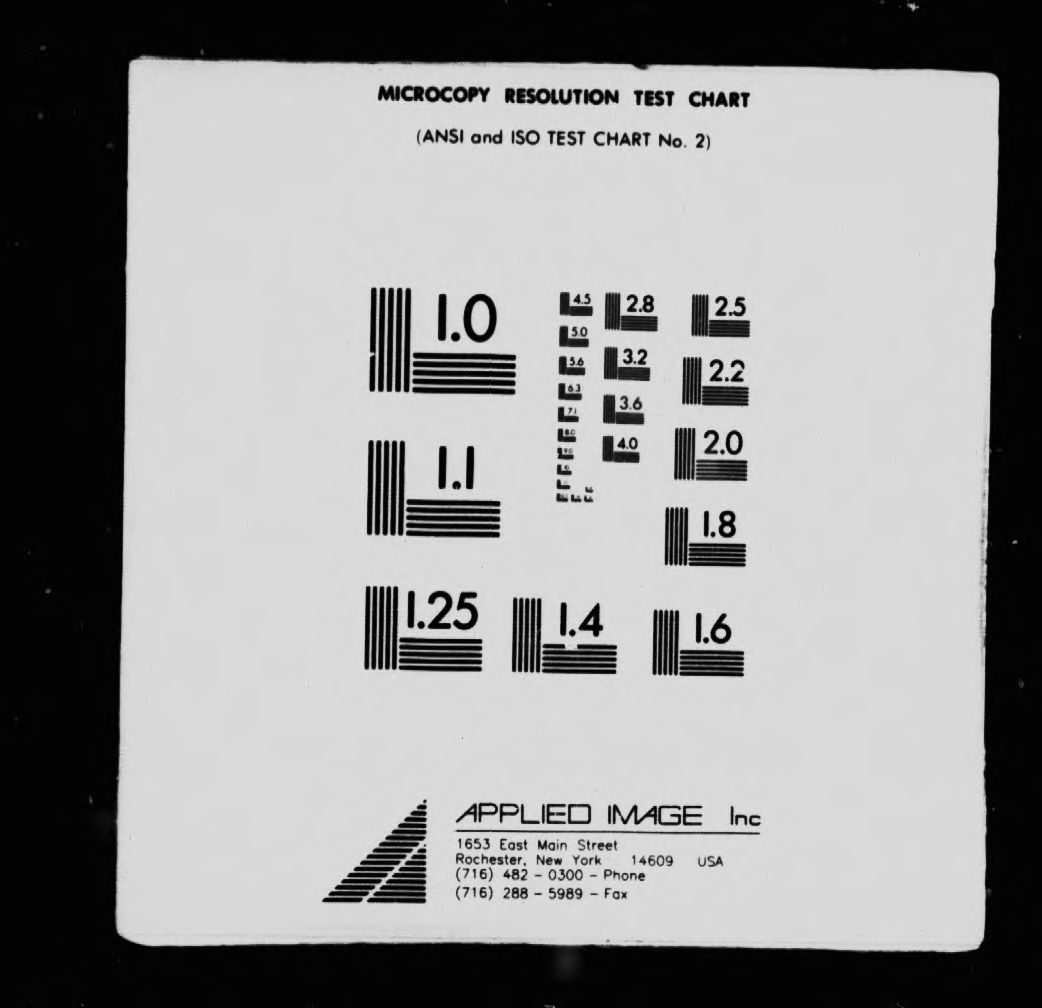 MICROCOPY RESOLUTION TEST CHART
(ANSI and ISO TEST CHART No. 2)
1.0
4.5
2.8
2.5
5.0
5.6
3.2
2.2
6.3
3.6
7.1
8.0
4.0
2.0
9.0
1.1
1.8
1.25
1.4
1.6
APPLIED IMAGE Inc
1653 East Main Street
Rochester, New York 14609 USA
(716) 482 - 0300 - Phone
(716) 288 - 5989 - Fax